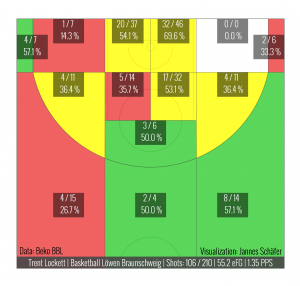 1 / 7
14.3 %
20 / 37
54.1 %
32 / 46
69.6 %
0 / 0
0.0 %
4 / 7
57.1 %
2 / 6
33.3 %
4 / 11
36.4 %
5 / 14
35.7 %
17 / 32
53.1 %
4 / 11
36.4 %
3 / 6
50.0 %
4 / 15
26.7 %
2 / 4
50.0 %
8 / 14
57.1 %
Data: Beko BBL
Visualization: Jannes Schäfer
Trent Lockett | Basketball Löwen Braunschweig | Shots: 106 / 210 | 55.2 eFG | 1.35 PPS